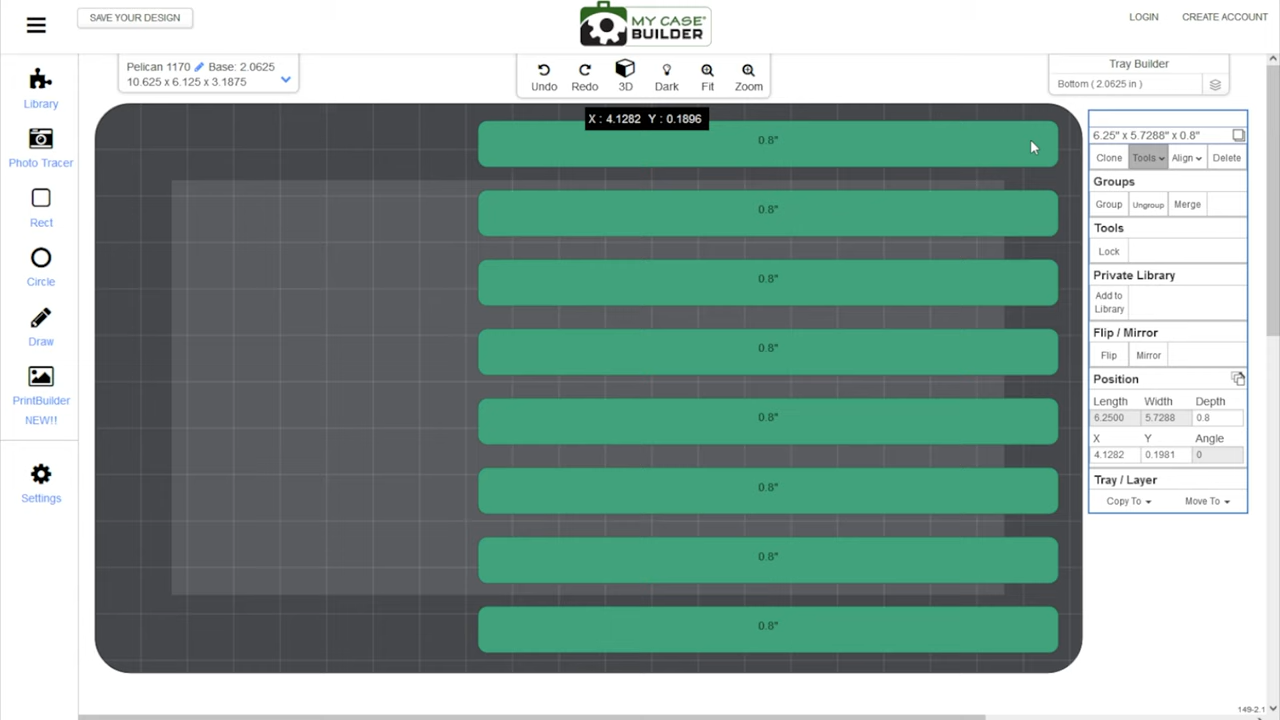 SAVE YOUR DESIGN
MY CASE®
BUILDER
LOGIN
CREATE ACCOUNT
Library
Photo Tracer
Rect
Circle
Draw
PrintBuilder
NEW!!
Settings
Pelican 1170 Base: 2.0625
10.625 x 6.125 x 3.1875
Undo
Redo
3D
Dark
Fit
Zoom
X : 4.1282 Y : 0.1896
0.8"
0.8"
0.8"
0.8"
0.8"
0.8"
0.8"
0.8"
Tray Builder
Bottom ( 2.0625 in )
6.25" x 5.7288" x 0.8"
Clone Tools Align Delete
Groups
Group Ungroup Merge
Tools
Lock
Private Library
Add to
Library
Flip / Mirror
Flip Mirror
Position
Length Width Depth
6.2500 5.7288 0.8
X Y Angle
4.1282 0.1981 0
Tray / Layer
Copy To Move To
149-2.1